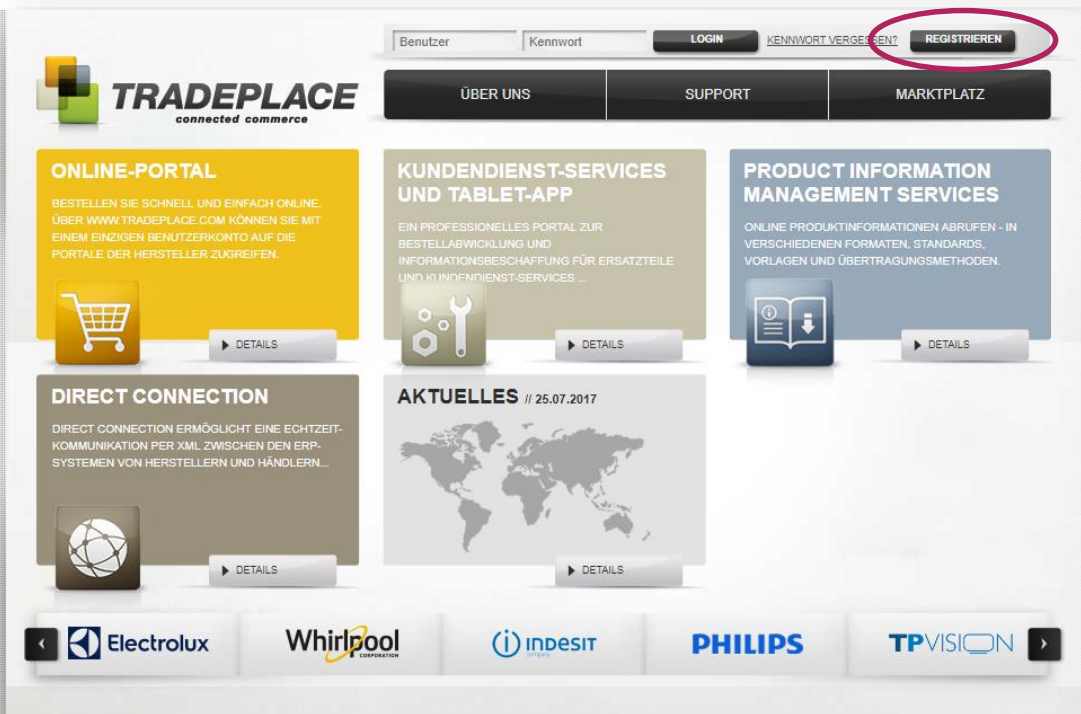 Benutzer
Kennwort
LOGIN
KENNWORT VERGESSEN?
REGISTRIEREN
TRADEPLACE
connected commerce
ÜBER UNS
SUPPORT
MARKTPLATZ
ONLINE-PORTAL
BESTELLEN SIE SCHNELL UND EINFACH ONLINE.
ÜBER WWW.TRADEPLACE.COM KÖNNEN SIE MIT
EINEM EINZIGEN BENUTZERKONTO AUF DIE
PORTALE DER HERSTELLER ZUGREIFEN.
DETAILS
KUNDENDIENST-SERVICES
UND TABLET-APP
EIN PROFESSIONELLES PORTAL ZUR
BESTELLABWICKLUNG UND
INFORMATIONSBESCHAFFUNG FÜR ERSATZTEILE
UND KUNDENDIENST-SERVICES ...
DETAILS
PRODUCT INFORMATION
MANAGEMENT SERVICES
ONLINE PRODUKTINFORMATIONEN ABRUFEN - IN
VERSCHIEDENEN FORMATEN, STANDARDS,
VORLAGEN UND ÜBERTRAGUNGSMETHODEN.
DETAILS
DIRECT CONNECTION
DIRECT CONNECTION ERMÖGLICHT EINE ECHTZEIT-
KOMMUNIKATION PER XML ZWISCHEN DEN ERP-
SYSTEMEN VON HERSTELLERN UND HÄNDLERN...
DETAILS
AKTUELLES // 25.07.2017
DETAILS
Electrolux
Whirlpool
CORPORATION
indesit
company
PHILIPS
TPVISION